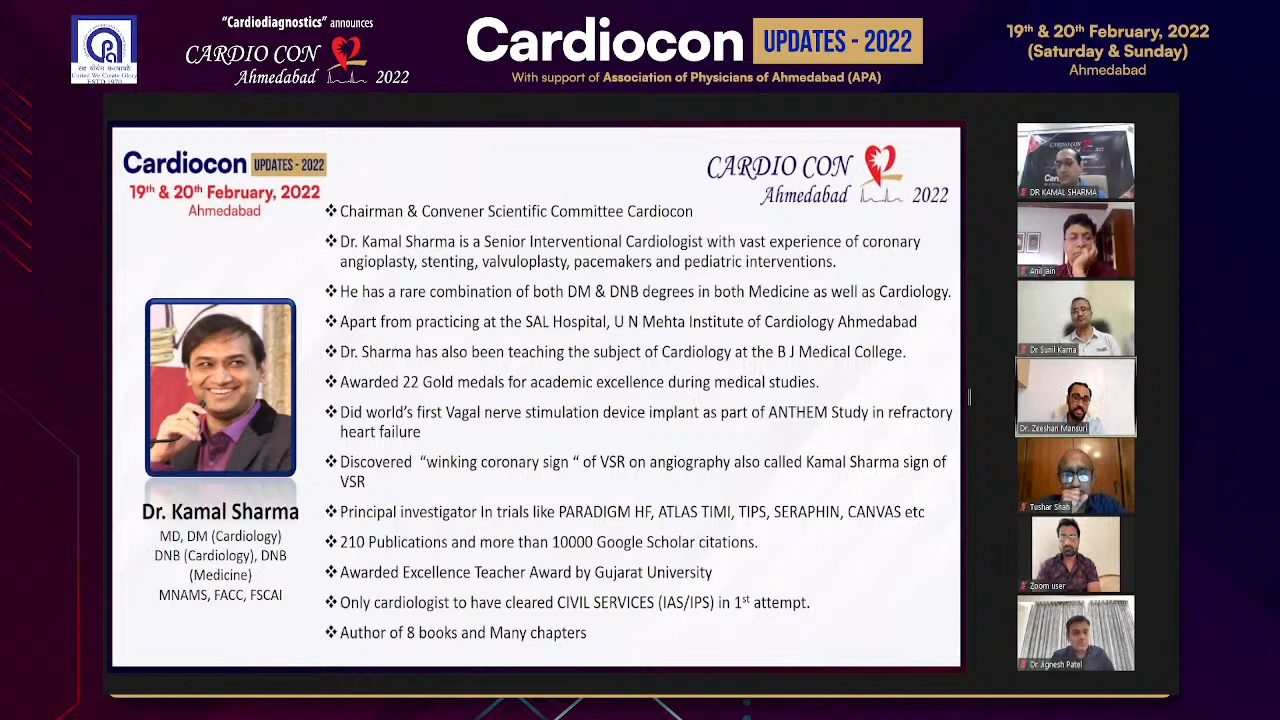 सह वीर्यम करवावहै
United We Create Glory
ESTD 1970
"Cardiodiagnostics" announces
CARDIO CON
Ahmedabad 2022
Cardiocon UPDATES - 2022
With support of Association of Physicians of Ahmedabad (APA)
19th & 20th February, 2022
(Saturday & Sunday)
Ahmedabad
Cardiocon UPDATES - 2022
19th & 20th February, 2022
Ahmedabad
CARDIO CON
Ahmedabad 2022
❖ Chairman & Convener Scientific Committee Cardiocon
❖ Dr. Kamal Sharma is a Senior Interventional Cardiologist with vast experience of coronary
angioplasty, stenting, valvuloplasty, pacemakers and pediatric interventions.
❖ He has a rare combination of both DM & DNB degrees in both Medicine as well as Cardiology.
❖ Apart from practicing at the SAL Hospital, U N Mehta Institute of Cardiology Ahmedabad
❖ Dr. Sharma has also been teaching the subject of Cardiology at the B J Medical College.
❖ Awarded 22 Gold medals for academic excellence during medical studies.
❖ Did world's first Vagal nerve stimulation device implant as part of ANTHEM Study in refractory
heart failure
❖ Discovered "winking coronary sign " of VSR on angiography also called Kamal Sharma sign of
VSR
❖ Principal investigator In trials like PARADIGM HF, ATLAS TIMI, TIPS, SERAPHIN, CANVAS etc
❖ 210 Publications and more than 10000 Google Scholar citations.
❖ Awarded Excellence Teacher Award by Gujarat University
❖ Only cardiologist to have cleared CIVIL SERVICES (IAS/IPS) in 1st attempt.
❖ Author of 8 books and Many chapters
Dr. Kamal Sharma
MD, DM (Cardiology)
DNB (Cardiology), DNB
(Medicine)
MNAMS, FACC, FSCAI
DR KAMAL SHARMA
Anil jain
Dr Sunil Karna
Dr. Zeeshan Mansuri
Tushar Shah
Zoom user
Dr Jignesh Patel